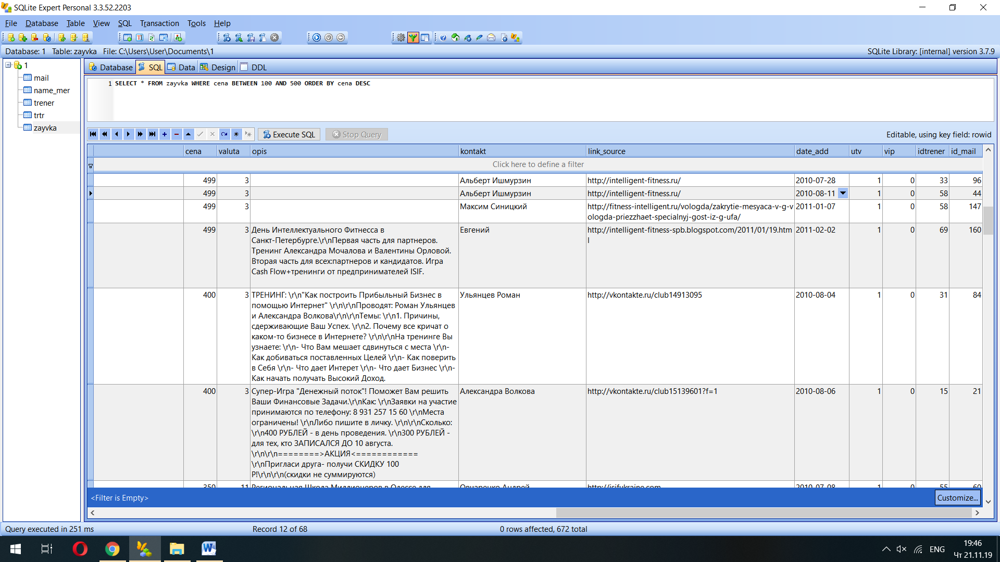 SQLite Expert Personal 3.3.52.2203
File Database Table View SQL Transaction Tools Help
Database: 1 Table: zayvka File: C:\Users\User\Documents\1 SQLite Library: [internal] version 3.7.9
1
mail
name_mer
trener
trtr
zayvka
Database SQL Data Design DDL
1 SELECT * FROM zayvka WHERE cena BETWEEN 100 AND 500 ORDER BY cena DESC
Execute SQL Stop Query Editable, using key field: rowid
cena valuta opis kontakt link_source date_add utv vip idtrener id_mail
Click here to define a filter
499 3 Альберт Ишмурзин http://intelligent-fitness.ru/ 2010-07-28 1 0 33 96
499 3 Альберт Ишмурзин http://intelligent-fitness.ru/ 2010-08-11 1 0 58 44
499 3 Максим Синицкий http://fitness-intelligent.ru/vologda/zakrytie-mesyaca-v-g-v 2011-01-07 1 0 58 147
ologda-priezzhaet-specialnyj-gost-iz-g-ufa/
499 3 День Интеллектуального Фитнесса в Евгений http://intelligent-fitness-spb.blogspot.com/2011/01/19.htm 2011-02-02 1 0 69 160
Санкт-Петербурге.\r\nПервая часть для партнеров. l
Тренинг Александра Мочалова и Валентины Орловой.
Вторая часть для всех:партнеров и кандидатов. Игра
Cash Flow+тренинги от предпринимателей ISIF.
400 3 ТРЕНИНГ: \r\n"Как построить Прибыльный Бизнес в Ульянцев Роман http://vkontakte.ru/club14913095 2010-08-04 1 0 31 84
помощью Интернет" \r\n\r\nПроводят: Роман Ульянцев
и Александра Волкова\r\n\r\nТемы: \r\n1. Причины,
сдерживающие Ваш Успех. \r\n2. Почему все кричат о
каком-то бизнесе в Интернете? \r\n\r\nНа тренинге Вы
узнаете: \r\n- Что Вам мешает сдвинуться с места \r\n-
Как добиваться поставленных Целей \r\n- Как поверить
в Себя \r\n- Что дает Интерет \r\n- Что дает Бизнес \r\n-
Как начать получать Высокий Доход.
400 3 Супер-Игра "Денежный поток"! Поможет Вам решить Александра Волкова http://vkontakte.ru/club15139601?f=1 2010-08-06 1 0 15 21
Ваши Финансовые Задачи.\r\nКак: \r\nЗаявки на участие
принимаются по телефону: 8 931 257 15 60 \r\nМеста
ограничены! \r\nЛибо пишите в личку. \r\n\r\nСколько:
\r\n400 РУБЛЕЙ - в день проведения. \r\n300 РУБЛЕЙ -
для тех, кто ЗАПИСАЛСЯ ДО 10 августа.
\r\n\r\n========>АКЦИЯ<============
\r\nПригласи друга- получи СКИДКУ 100
Р!\r\n\r\n(скидки не суммируются)
350 11 Региональная Школа Миллионеров в Одессе для Овчаренко Андрей http://isifukraine.com 2010-07-08 1 0 55 60
<Filter is Empty> Customize...
Query executed in 251 ms Record 12 of 68 0 rows affected, 672 total
ENG 19:46
Чт 21.11.19